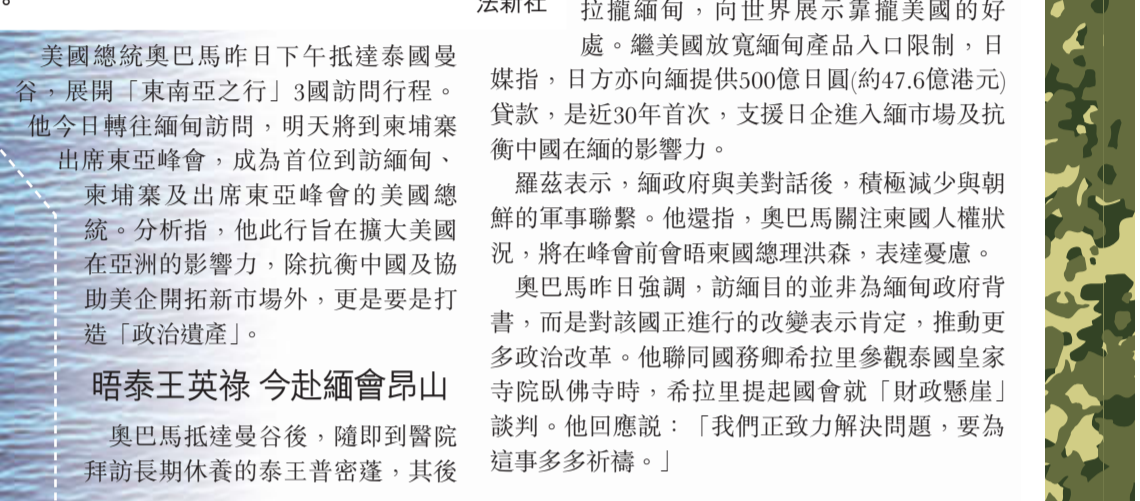 美國總統奧巴馬昨日下午抵達泰國曼
谷，展開「東南亞之行」3國訪問行程。
他今日轉往緬甸訪問，明天將到柬埔寨
出席東亞峰會，成為首位到訪緬甸、
柬埔寨及出席東亞峰會的美國總
統。分析指，他此行旨在擴大美國
在亞洲的影響力，除抗衡中國及協
助美企開拓新市場外，更是要是打
造「政治遺產」。
晤泰王英祿 今赴緬會昂山
奧巴馬抵達曼谷後，隨即到醫院
拜訪長期休養的泰王普密蓬，其後
法新社
拉攏緬甸，向世界展示靠攏美國的好
處。繼美國放寬緬甸產品入口限制，日
媒指，日方亦向緬提供500億日圓(約47.6億港元)
貸款，是近30年首次，支援日企進入緬市場及抗
衡中國在緬的影響力。
羅茲表示，緬政府與美對話後，積極減少與朝
鮮的軍事聯繫。他還指，奧巴馬關注柬國人權狀
況，將在峰會前會晤柬國總理洪森，表達憂慮。
奧巴馬昨日強調，訪緬目的並非為緬甸政府背
書，而是對該國正進行的改變表示肯定，推動更
多政治改革。他聯同國務卿希拉里參觀泰國皇家
寺院臥佛寺時，希拉里提起國會就「財政懸崖」
談判。他回應説：「我們正致力解決問題，要為
這事多多祈禱。」